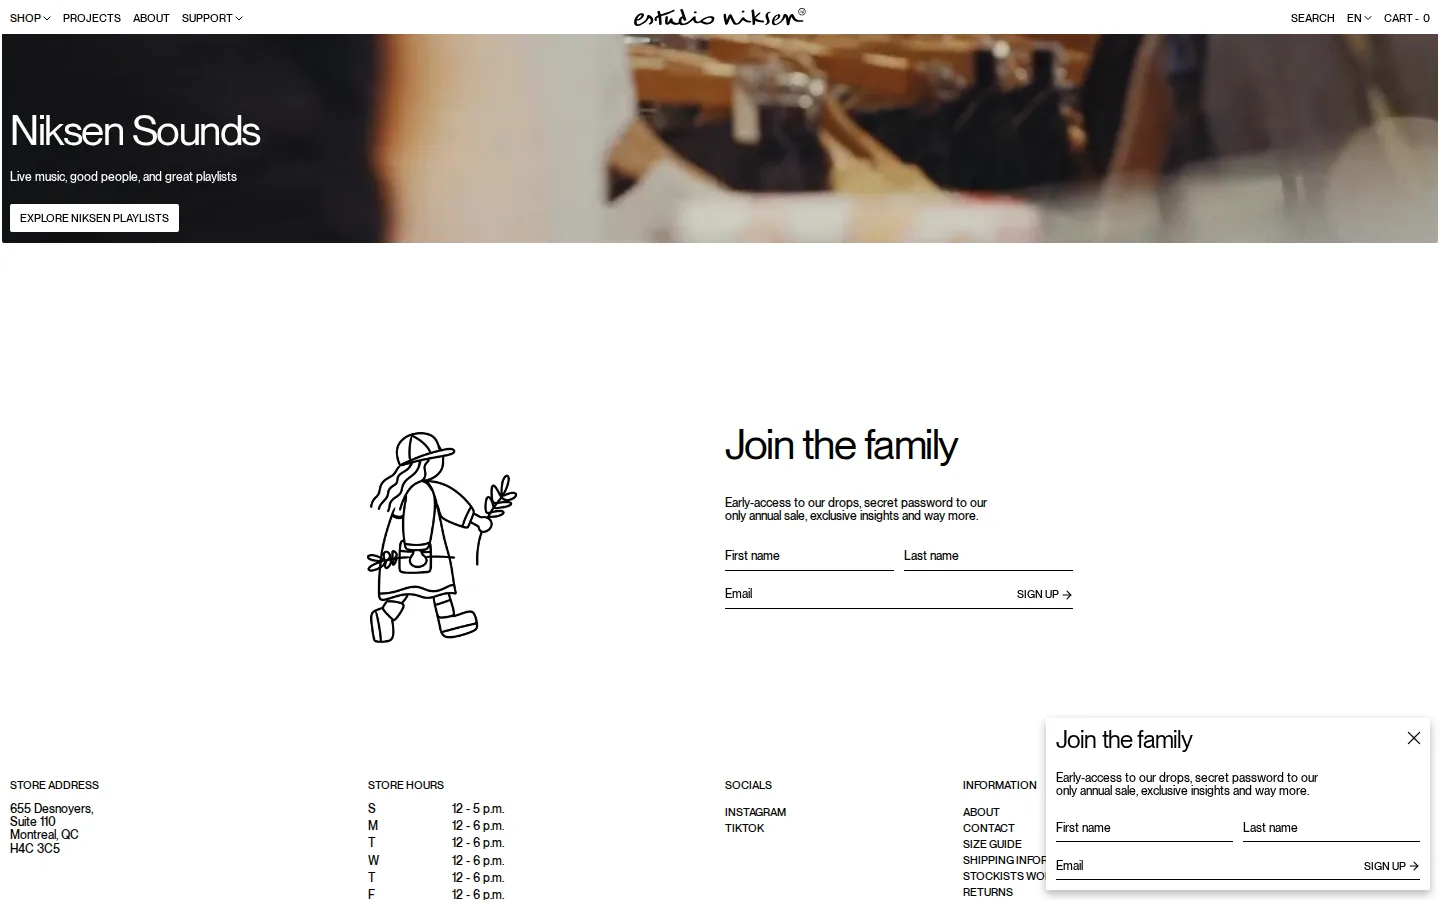 SHOP PROJECTS ABOUT SUPPORT
estudio niksen
SEARCH EN CART - 0
Niksen Sounds
Live music, good people, and great playlists
EXPLORE NIKSEN PLAYLISTS
Join the family
Early-access to our drops, secret password to our
only annual sale, exclusive insights and way more.
First name Last name
Email SIGN UP
STORE ADDRESS
655 Desnoyers,
Suite 110
Montreal, QC
H4C 3C5
STORE HOURS
S 12 - 5 p.m.
M 12 - 6 p.m.
T 12 - 6 p.m.
W 12 - 6 p.m.
T 12 - 6 p.m.
F 12 - 6 p.m.
SOCIALS
INSTAGRAM
TIKTOK
INFORMATION
ABOUT
CONTACT
SIZE GUIDE
SHIPPING INFOR
STOCKISTS WO
RETURNS
Join the family
Early-access to our drops, secret password to our
only annual sale, exclusive insights and way more.
First name Last name
Email SIGN UP